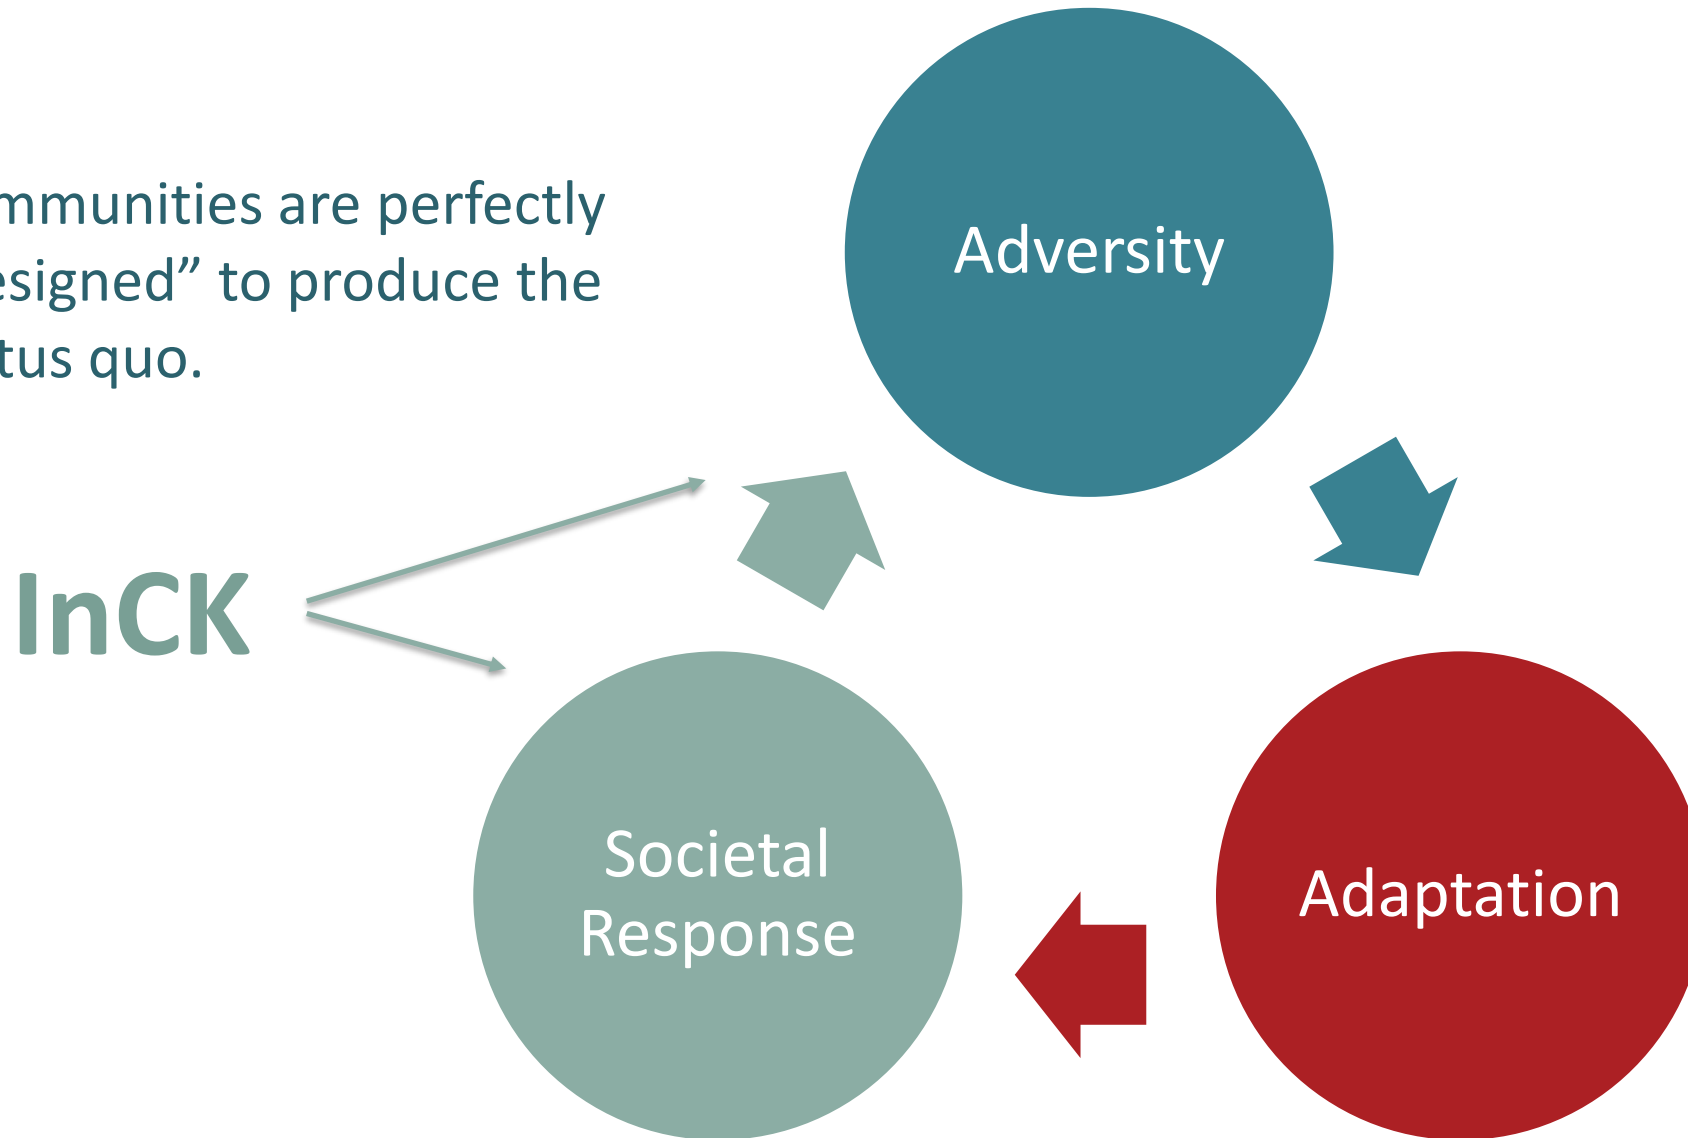 mmunities are perfectly
esigned” to produce the
tus quo.
Adversity
InCK
Societal
Response
Adaptation